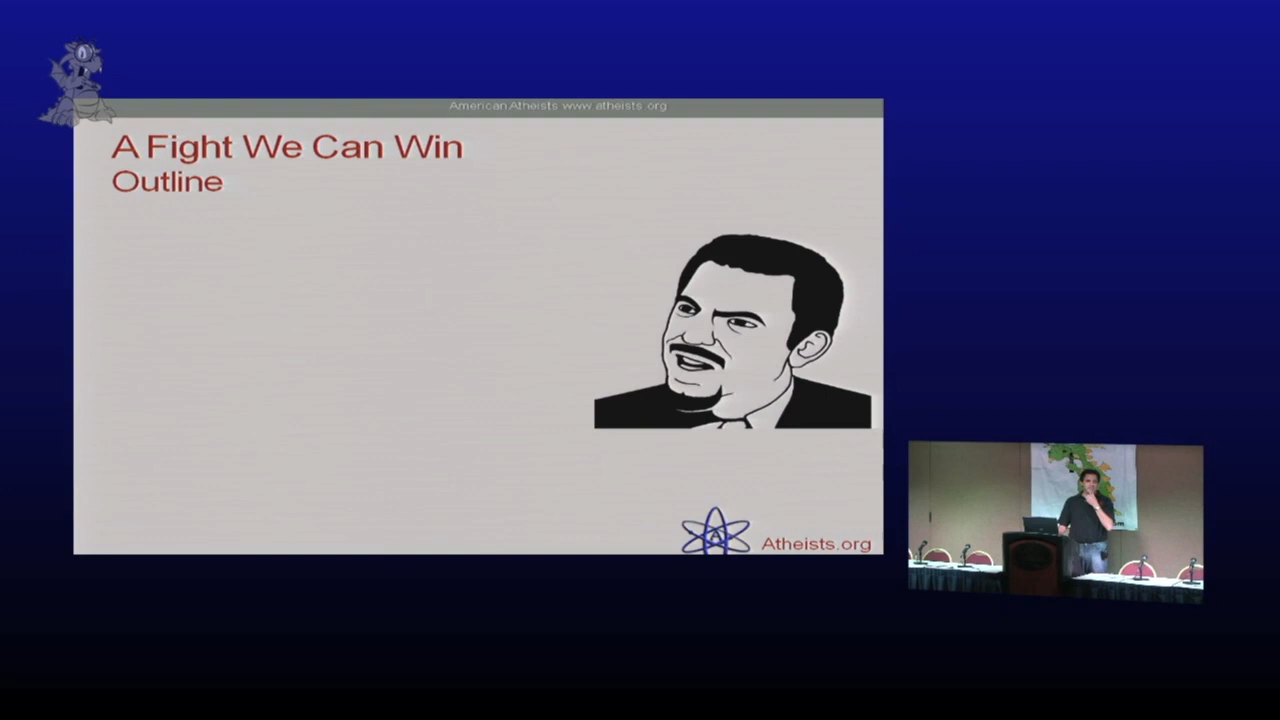 American Atheists www.atheists.org
A Fight We Can Win
Outline
A
Atheists.org